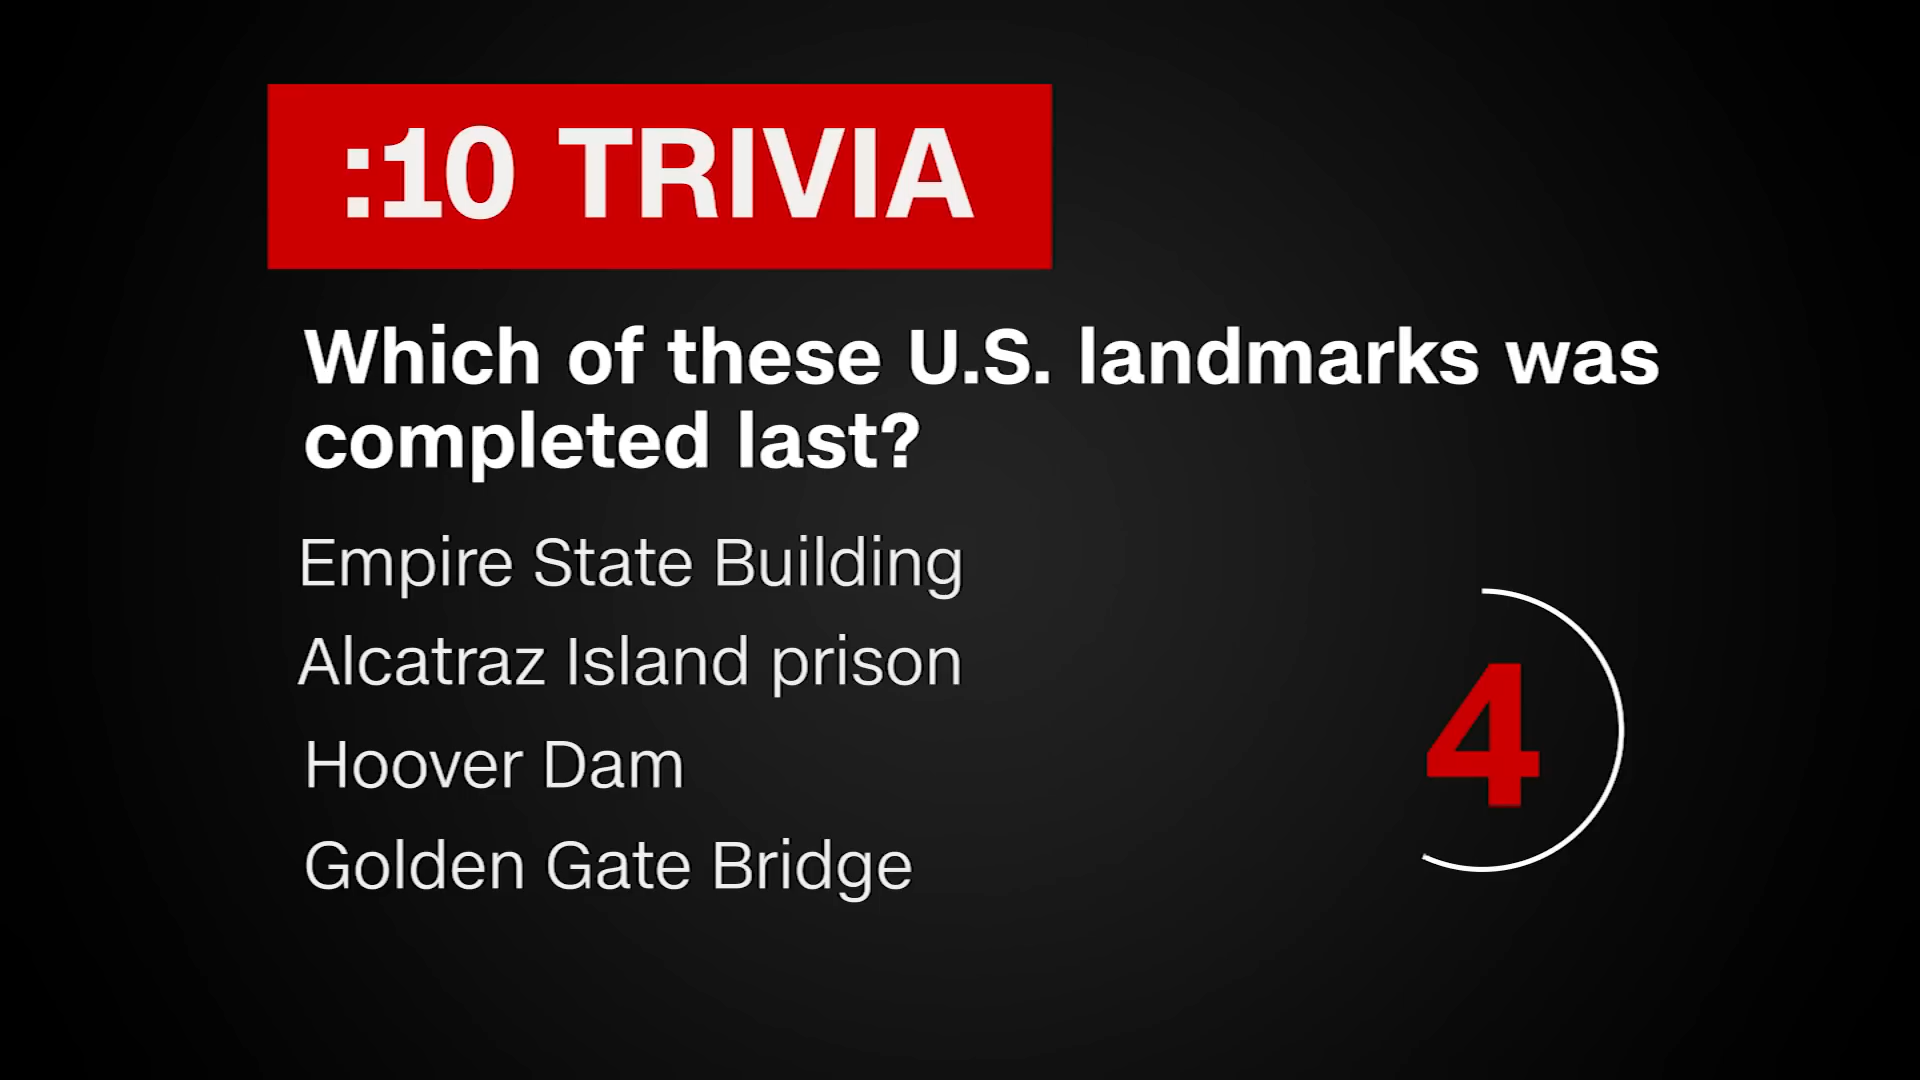 :10 TRIVIA
Which of these U.S. landmarks was
completed last?
Empire State Building
Alcatraz Island prison
Hoover Dam
Golden Gate Bridge
4